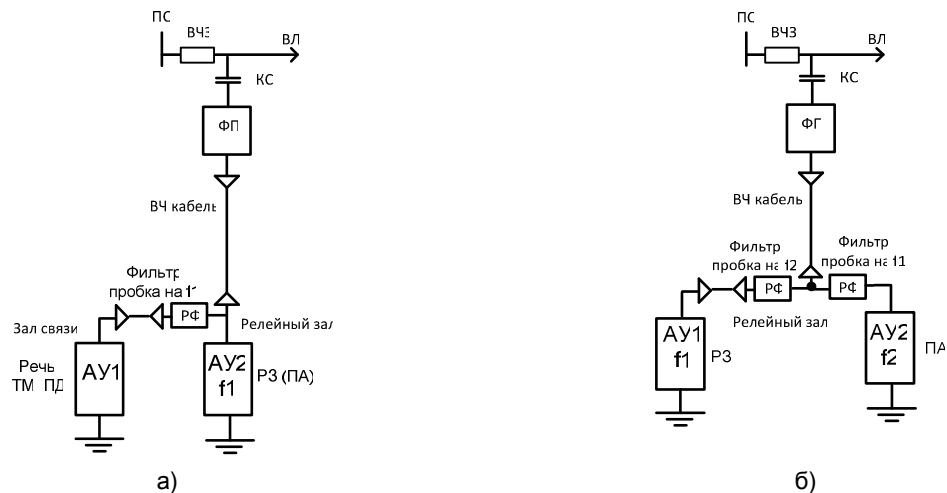 ПС
ВЧЗ
ВЛ
КС
ФП
ВЧ кабель
Фильтр
пробка на f1
РФ
Зал связи
Релейный зал
Речь
ТМ ПД
АУ1
АУ2
f1
РЗ (ПА)
а)
ПС
ВЧЗ
ВЛ
КС
ФГ
ВЧ кабель
Фильтр
пробка на f2
Фильтр
пробка на f1
РФ
РФ
Релейный зал
АУ1
f1
РЗ
АУ2
f2
ПА
б)